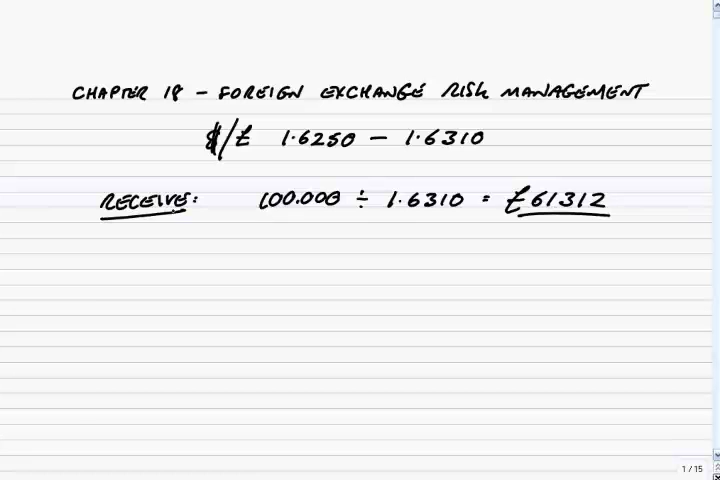 CHAPTER 18 - FOREIGN EXCHANGE RISK MANAGEMENT
$/£ 1.6250 - 1.6310
RECEIVE: 100.000 ÷ 1.6310 = £61312
1 / 15